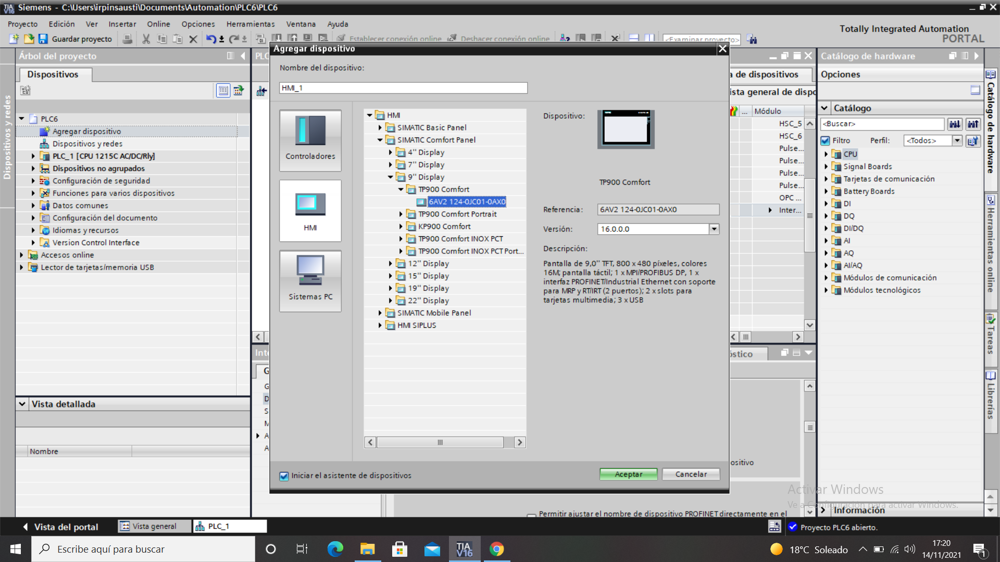 Siemens - C:\Users\irpinsausti\Documents\Automation\PLC6\PLC6
Proyecto Edición Ver Insertar Online Opciones Herramientas Ventana Ayuda
Totally Integrated Automation
PORTAL
Guardar proyecto
Establecer conexión online
Deshacer conexión online
<Examinar proyecto>
Árbol del proyecto
Dispositivos
Dispositivos y redes
PLC6
Agregar dispositivo
Dispositivos y redes
PLC_1 [CPU 1215C AC/DC/Rly]
Dispositivos no agrupados
Configuración de seguridad
Funciones para varios dispositivos
Datos comunes
Configuración del documento
Idiomas y recursos
Version Control Interface
Accesos online
Lector de tarjetas/memoria USB
Vista detallada
Nombre
PLC
Agregar dispositivo
Nombre del dispositivo:
HMI_1
Controladores
HMI
Sistemas PC
HMI
SIMATIC Basic Panel
SIMATIC Comfort Panel
4'' Display
7'' Display
9'' Display
TP900 Comfort
6AV2 124-0JC01-0AX0
TP900 Comfort Portrait
KP900 Comfort
TP900 Comfort INOX PCT
TP900 Comfort INOX PCT Port...
12'' Display
15'' Display
19'' Display
22'' Display
SIMATIC Mobile Panel
HMI SIPLUS
Dispositivo:
TP900 Comfort
Referencia:
6AV2 124-0JC01-0AX0
Versión:
16.0.0.0
Descripción:
Pantalla de 9,0'' TFT, 800 x 480 píxeles, colores
16M; pantalla táctil; 1 x MPI/PROFIBUS DP, 1 x
interfaz PROFINET/Industrial Ethernet con soporte
para MRP y RT/IRT (2 puertos); 2 x slots para
tarjetas multimedia; 3 x USB
Iniciar el asistente de dispositivos
Aceptar
Cancelar
a de dispositivos
ista general de dispo
... Módulo
HSC_5
HSC_6
Pulse...
Pulse...
Pulse...
Pulse...
OPC ...
Inter...
Inte
G
G
D
S
M
A
A
óstico
ositivo
Permitir ajustar el nombre de dispositivo PROFINET directamente en el
Catálogo de hardware
Opciones
Catálogo
<Buscar>
Filtro
Perfil:
<Todos>
CPU
Signal Boards
Tarjetas de comunicación
Battery Boards
DI
DQ
DI/DQ
AI
AQ
AI/AQ
Módulos de comunicación
Módulos tecnológicos
Información
Catálogo de hardware
Herramientas online
Tareas
Librerías
Activar Windows
Ve a Configuración para activar Windows.
Vista del portal
Vista general
PLC_1
Proyecto PLC6 abierto.
Escribe aquí para buscar
TIA
V16
18°C Soleado
17:20
14/11/2021
1